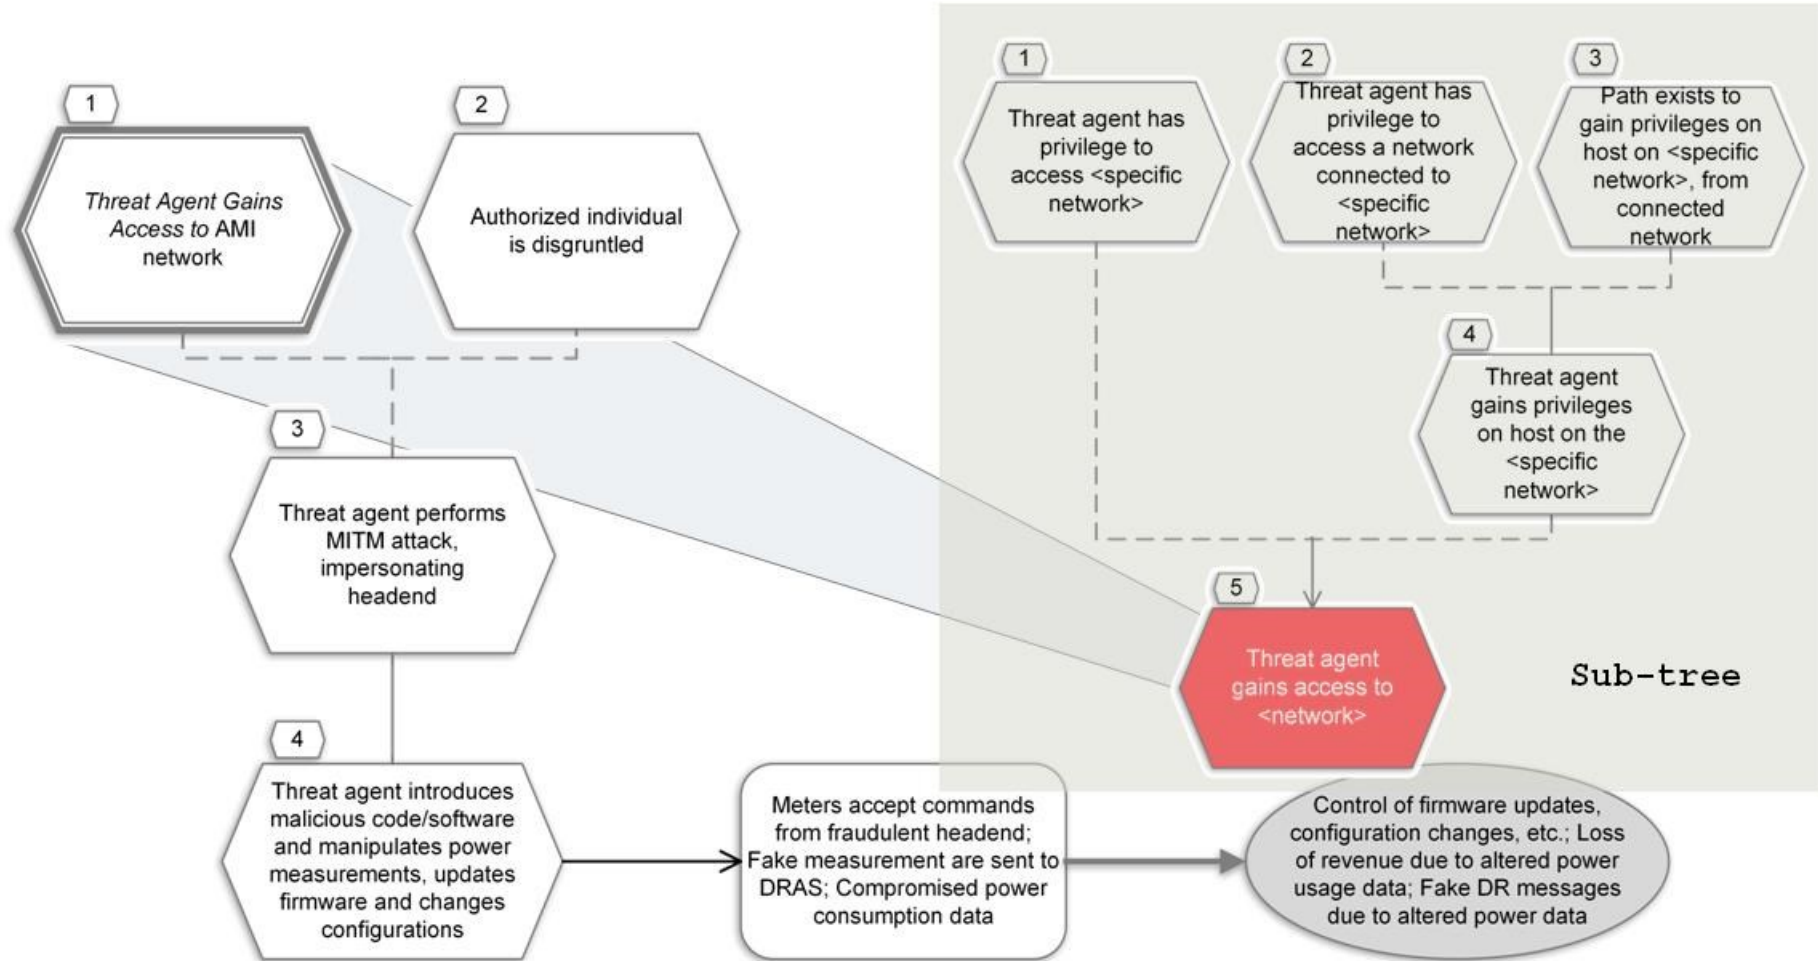 1
Threat Agent Gains
Access to AMI
network
2
Authorized individual
is disgruntled
3
Threat agent performs
MITM attack,
impersonating
headend
4
Threat agent introduces
malicious code/software
and manipulates power
measurements, updates
firmware and changes
configurations
Meters accept commands
from fraudulent headend;
Fake measurement are sent to
DRAS; Compromised power
consumption data
Control of firmware updates,
configuration changes, etc.; Loss
of revenue due to altered power
usage data; Fake DR messages
due to altered power data
1
Threat agent has
privilege to
access <specific
network>
2
Threat agent has
privilege to
access a network
connected to
<specific
network>
3
Path exists to
gain privileges on
host on <specific
network>, from
connected
network
4
Threat agent
gains privileges
on host on the
<specific
network>
5
Threat agent
gains access to
<network>
Sub-tree